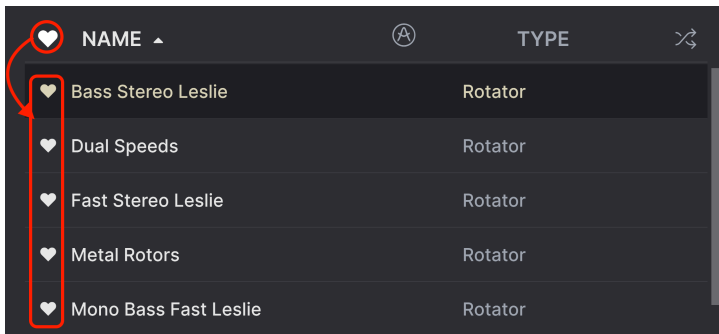 NAME TYPE
Bass Stereo Leslie Rotator
Dual Speeds Rotator
Fast Stereo Leslie Rotator
Metal Rotors Rotator
Mono Bass Fast Leslie Rotator